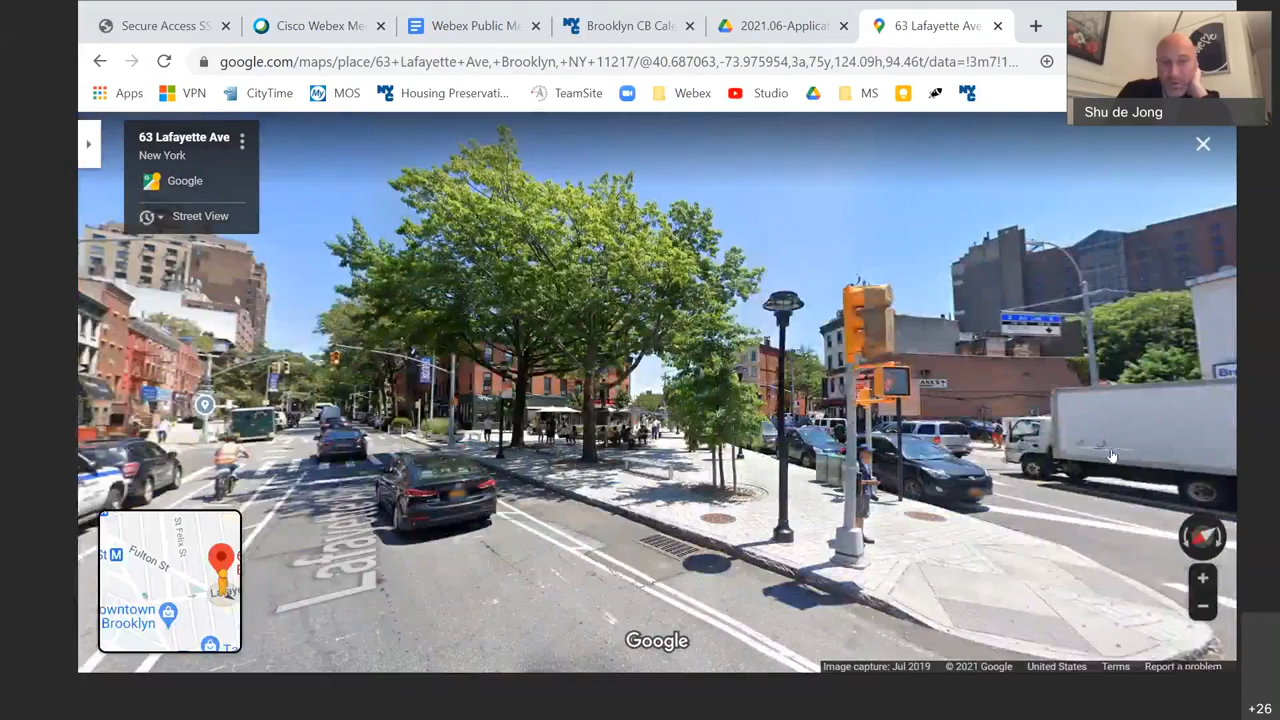 Secure Access SS
Cisco Webex Me
Webex Public Me
Brooklyn CB Cale
2021.06-Applicat
63 Lafayette Ave
google.com/maps/place/63+Lafayette+Ave,+Brooklyn,+NY+11217/@40.687063,-73.975954,3a,75y,124.09h,94.46t/data=!3m7!1...
Apps
VPN
CityTime
MOS
Housing Preservati...
TeamSite
Webex
Studio
MS
Shu de Jong
63 Lafayette Ave
New York
Google
Street View
St Felix St
Fulton St
M
owntown
Brooklyn
Lafaye
Ta
Google
Image capture: Jul 2019
© 2021 Google
United States
Terms
Report a problem
+26